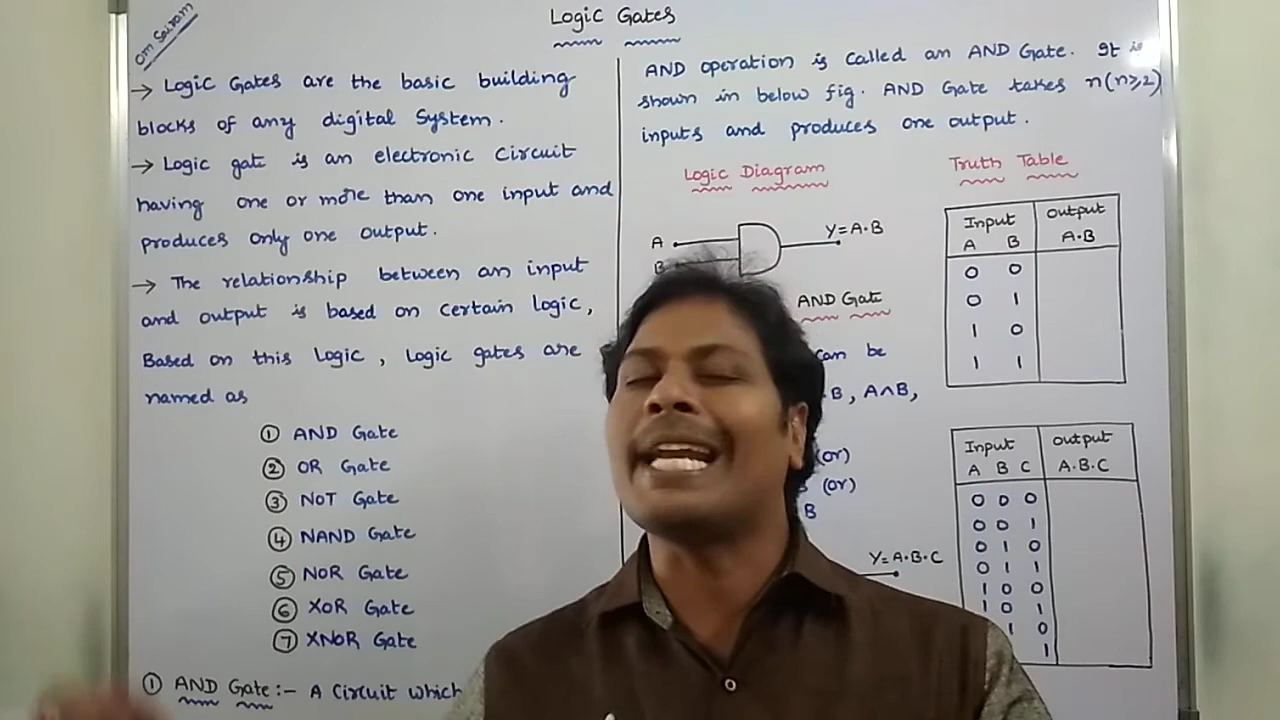 Om Sairam
Logic Gates
→ Logic Gates are the basic building
blocks of any digital System.
→ Logic gate is an electronic Circuit
having one or more than one input and
produces only one output.
→ The relationship between an input
and output is based on certain logic,
Based on this Logic, Logic gates are
named as
① AND Gate
② OR Gate
③ NOT Gate
④ NAND Gate
⑤ NOR Gate
⑥ XOR Gate
⑦ XNOR Gate
① AND Gate:- A Circuit which
AND operation is called an AND Gate. It is
shown in below fig. AND Gate takes n(n≥2)
inputs and produces one output.
Logic Diagram
A
B
Y=A·B
AND Gate
can be
B, A∧B,
(or)
(or)
B
Y=A·B·C
Truth Table
Input Output
A B A·B
0 0
0 1
1 0
1 1
Input Output
A B C A·B·C
0 0 0
0 0 1
0 1 0
0 1 1
1 0 0
1 0 1
1 0
1